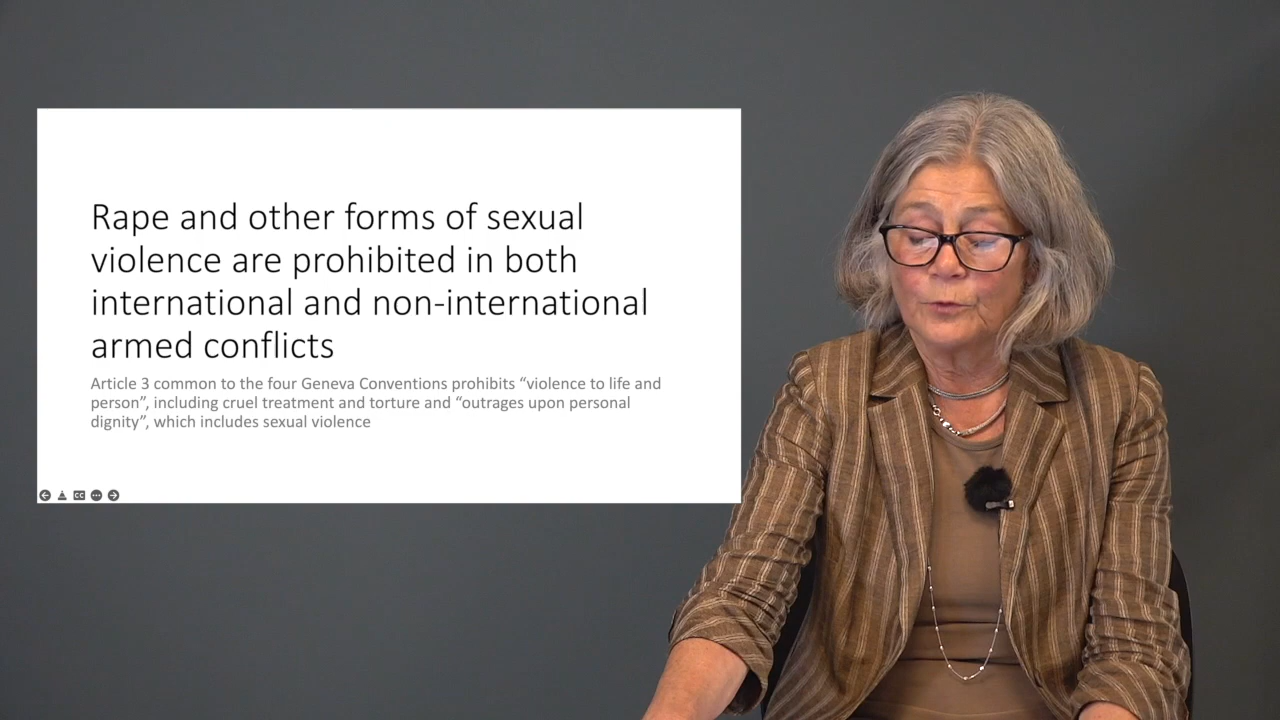 Rape and other forms of sexual
violence are prohibited in both
international and non-international
armed conflicts
Article 3 common to the four Geneva Conventions prohibits “violence to life and
person”, including cruel treatment and torture and “outrages upon personal
dignity”, which includes sexual violence
CC